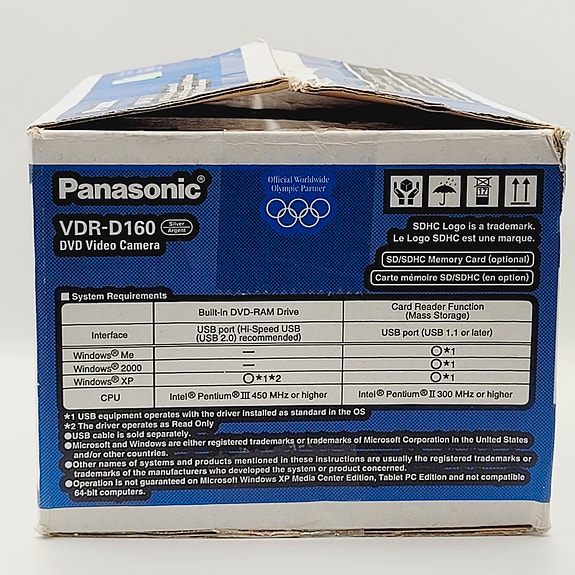 Panasonic®
Official Worldwide
Olympic Partner
17
VDR-D160 Silver Argent
DVD Video Camera
SDHC Logo is a trademark.
Le Logo SDHC est une marque.
SD/SDHC Memory Card (optional)
Carte mémoire SD/SDHC (en option)
■ System Requirements
Built-in DVD-RAM Drive Card Reader Function
(Mass Storage)
Interface USB port (Hi-Speed USB
(USB 2.0) recommended) USB port (USB 1.1 or later)
Windows® Me — ○*1
Windows® 2000 — ○*1
Windows® XP ○*1*2 ○*1
CPU Intel® Pentium® III 450 MHz or higher Intel® Pentium® II 300 MHz or higher
*1 USB equipment operates with the driver installed as standard in the OS
*2 The driver operates as Read Only
●USB cable is sold separately.
●Microsoft and Windows are either registered trademarks or trademarks of Microsoft Corporation in the United States
and/or other countries.
●Other names of systems and products mentioned in these instructions are usually the registered trademarks or
trademarks of the manufacturers who developed the system or product concerned.
●Operation is not guaranteed on Microsoft Windows XP Media Center Edition, Tablet PC Edition and not compatible
64-bit computers.